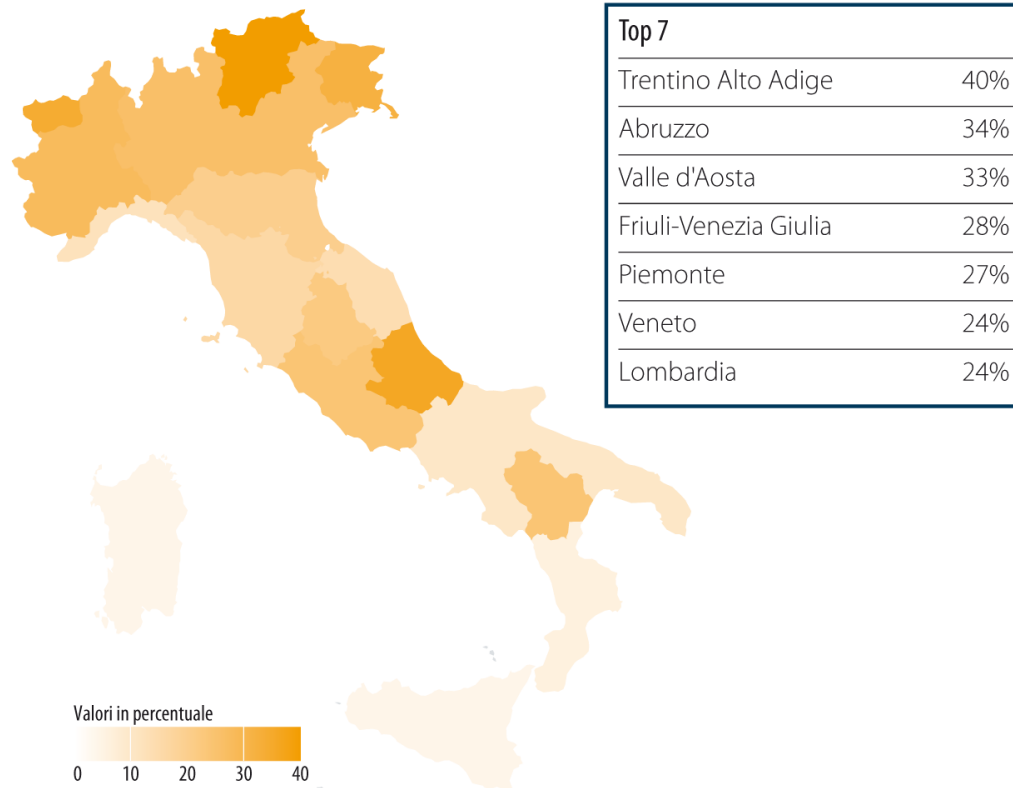 Top 7
Trentino Alto Adige 40%
Abruzzo 34%
Valle d'Aosta 33%
Friuli-Venezia Giulia 28%
Piemonte 27%
Veneto 24%
Lombardia 24%
Valori in percentuale
0 10 20 30 40